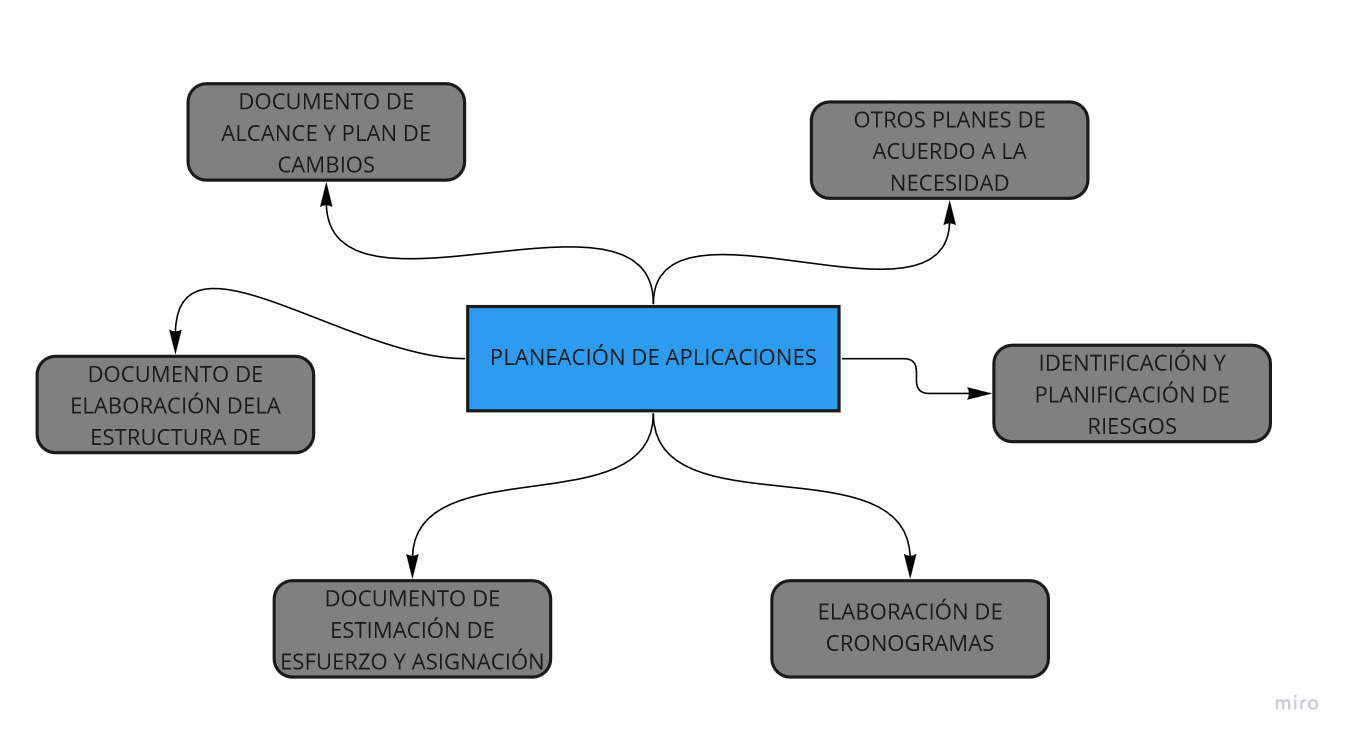 DOCUMENTO DE
ALCANCE Y PLAN DE
CAMBIOS
OTROS PLANES DE
ACUERDO A LA
NECESIDAD
PLANEACIÓN DE APLICACIONES
DOCUMENTO DE
ELABORACIÓN DELA
ESTRUCTURA DE
IDENTIFICACIÓN Y
PLANIFICACIÓN DE
RIESGOS
DOCUMENTO DE
ESTIMACIÓN DE
ESFUERZO Y ASIGNACIÓN
ELABORACIÓN DE
CRONOGRAMAS
miro